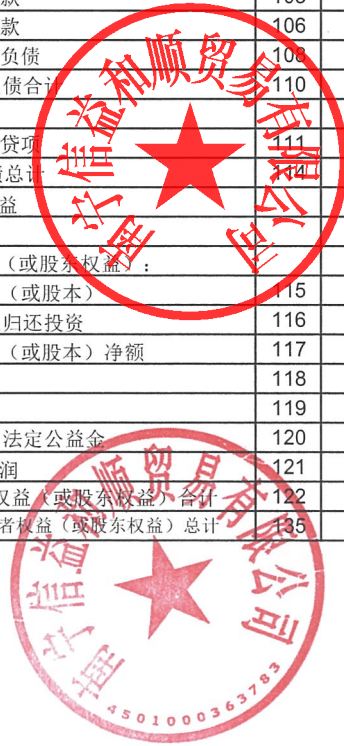 款 106
负债 108
债合计 110
贷项 111
总计 114
益
（或股东权益）：
（或股本） 115
归还投资 116
（或股本）净额 117
118
119
法定公益金 120
润 121
权益（或股东权益）合计 122
者权益（或股东权益）总计 135
南宁信益和顺贸易有限公司
南宁信益和顺贸易有限公司
4501000363783